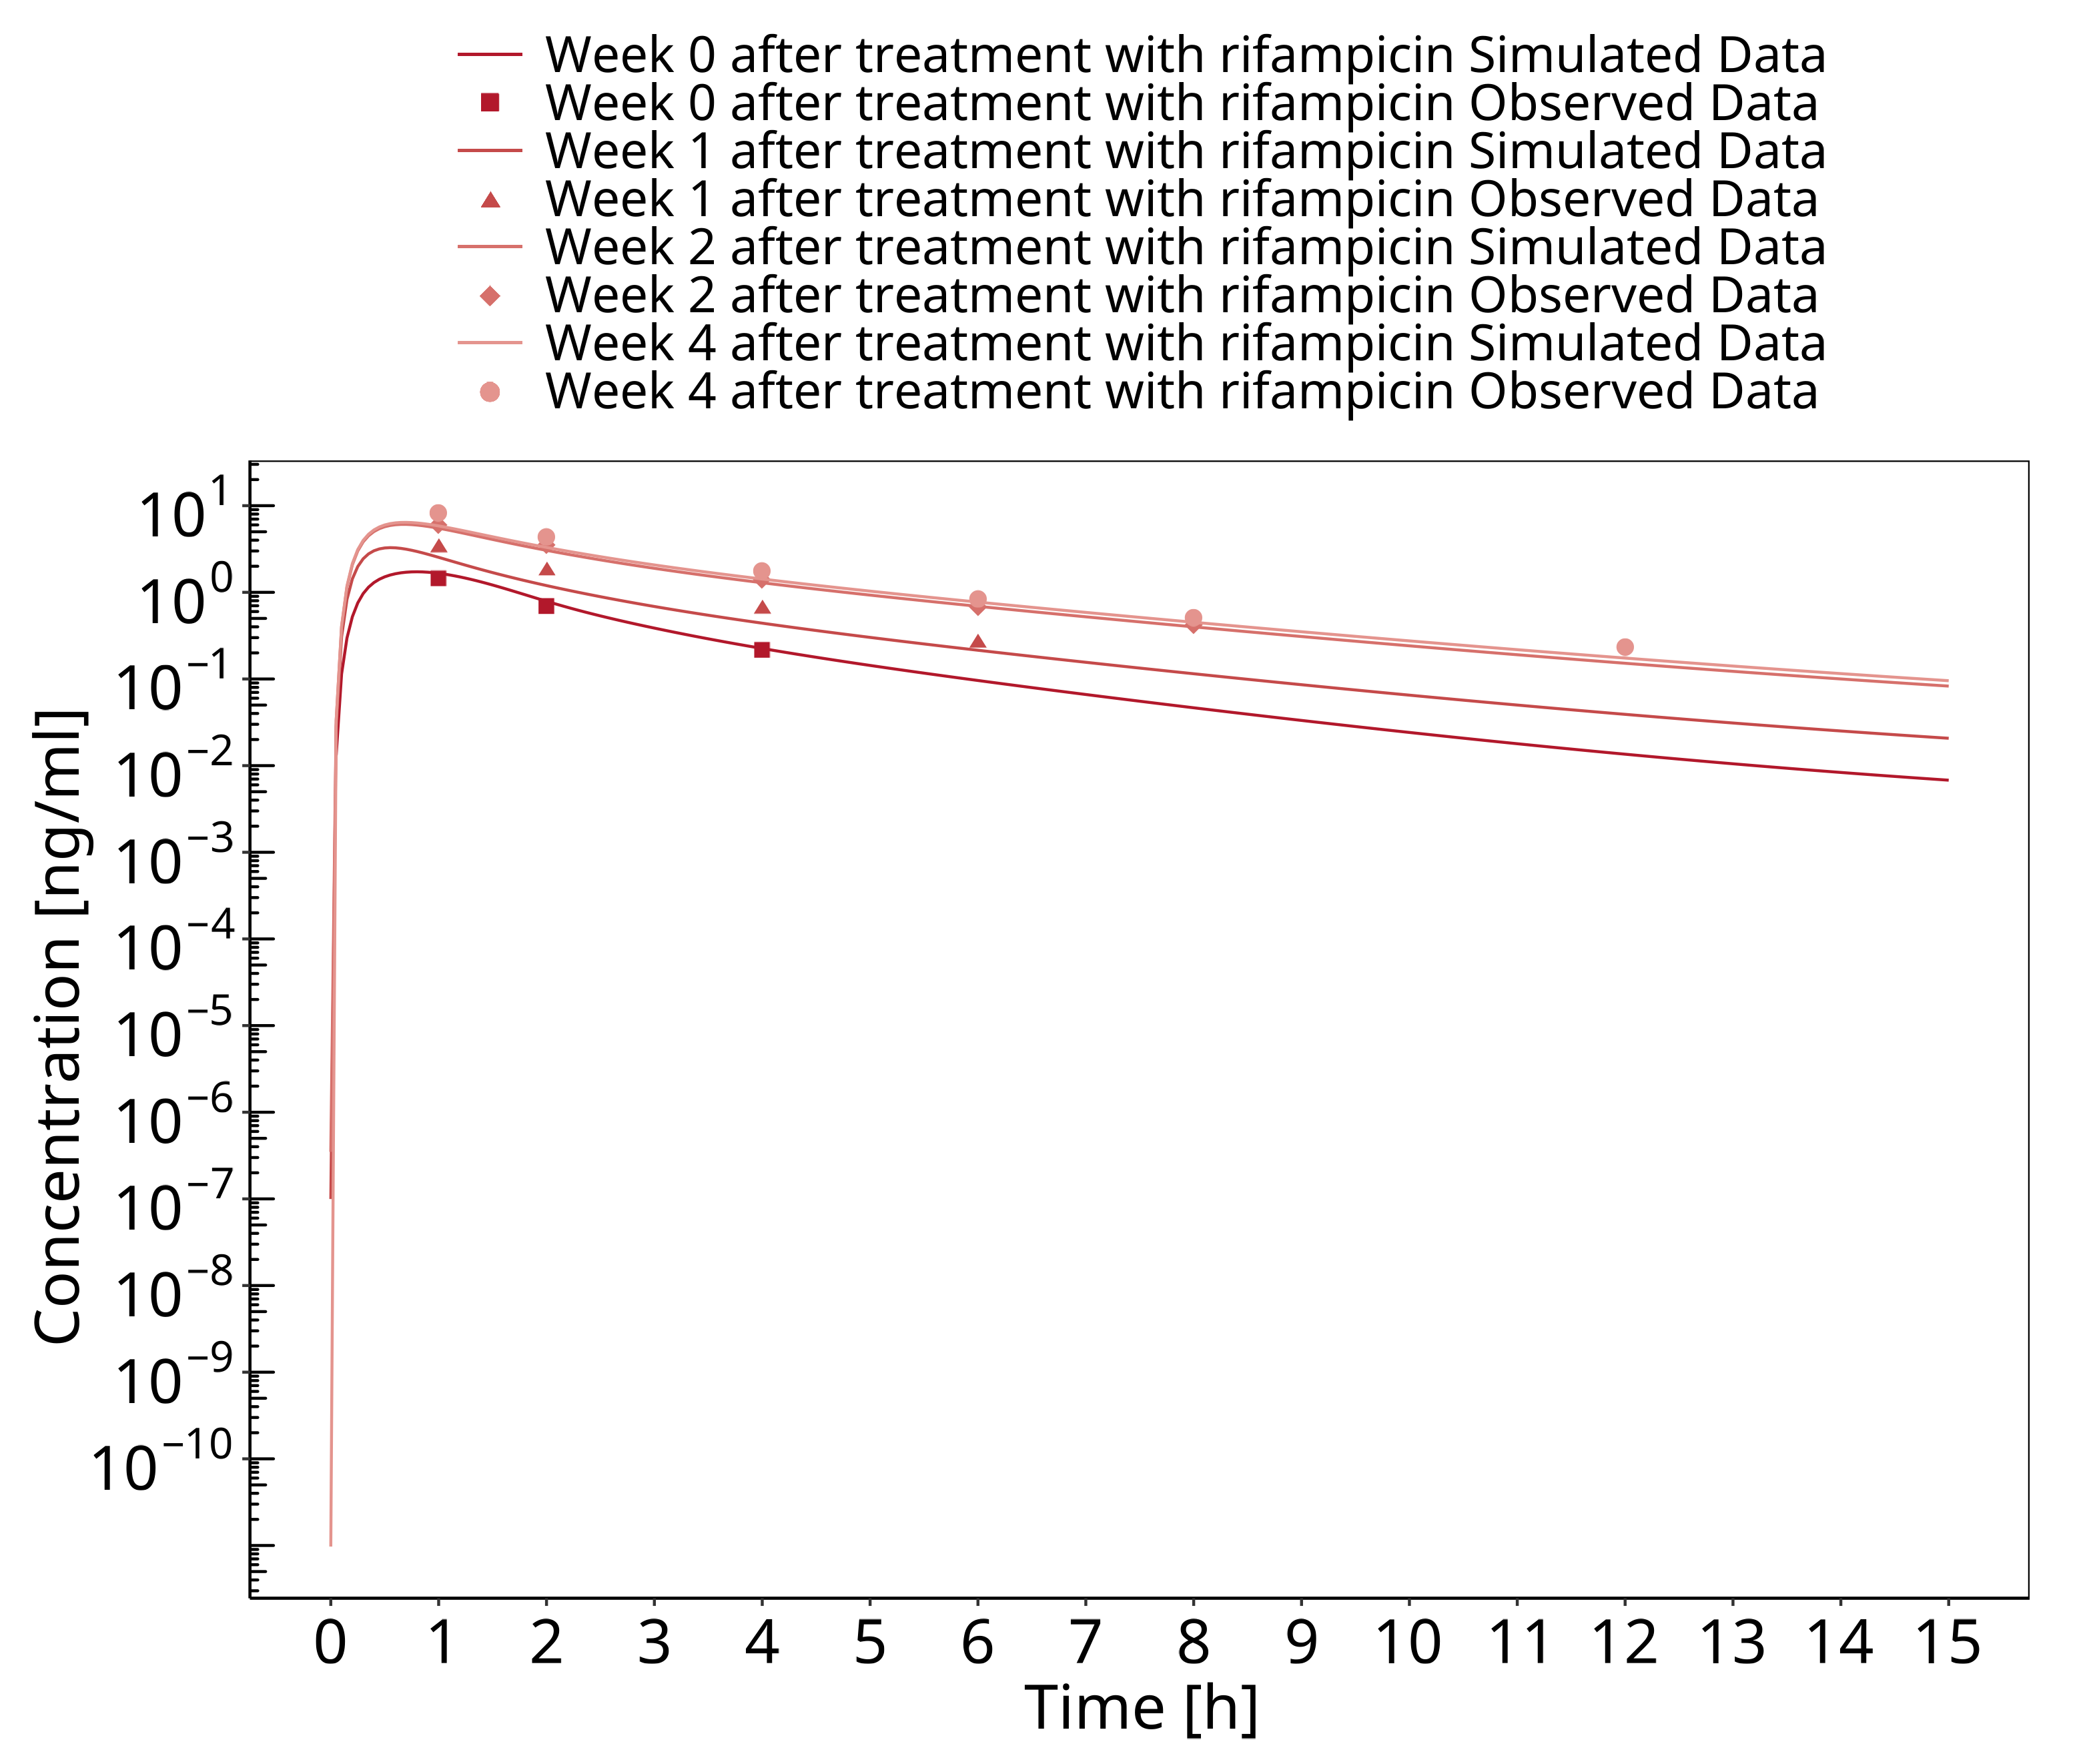 Week 0 after treatment with rifampicin Simulated Data
Week 0 after treatment with rifampicin Observed Data
Week 1 after treatment with rifampicin Simulated Data
Week 1 after treatment with rifampicin Observed Data
Week 2 after treatment with rifampicin Simulated Data
Week 2 after treatment with rifampicin Observed Data
Week 4 after treatment with rifampicin Simulated Data
Week 4 after treatment with rifampicin Observed Data
Concentration [ng/ml]
10¹
10⁰
10⁻¹
10⁻²
10⁻³
10⁻⁴
10⁻⁵
10⁻⁶
10⁻⁷
10⁻⁸
10⁻⁹
10⁻¹⁰
0 1 2 3 4 5 6 7 8 9 10 11 12 13 14 15
Time [h]